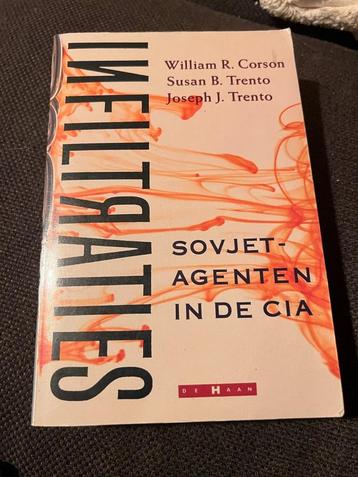 William R. Corson
Susan B. Trento
Joseph J. Trento
INFILTRATIES
SOVJET-
AGENTEN
IN DE CIA
DE HAAN